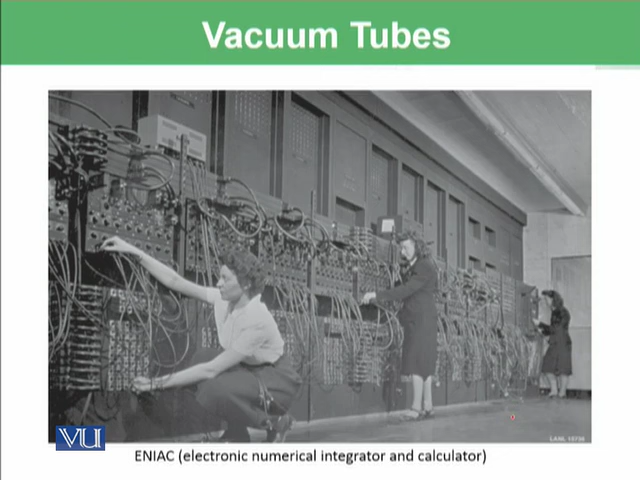 Vacuum Tubes
VU
ENIAC (electronic numerical integrator and calculator)